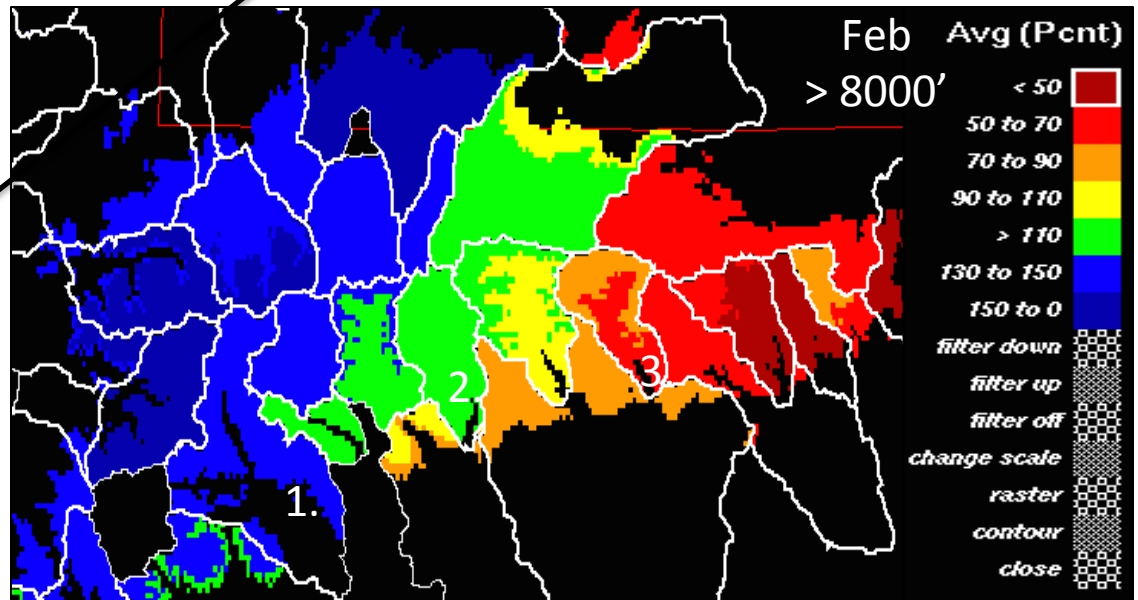 Feb
> 8000’
Avg (Pcnt)
< 50
50 to 70
70 to 90
90 to 110
> 110
130 to 150
150 to 0
filter down
filter up
filter off
change scale
raster
contour
close
3
2
1.